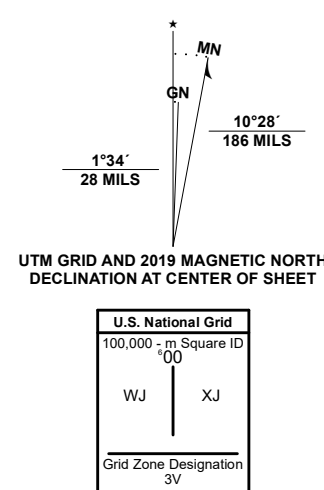 ★
MN
GN
10°28´
186 MILS
1°34´
28 MILS
UTM GRID AND 2019 MAGNETIC NORTH
DECLINATION AT CENTER OF SHEET
U.S. National Grid
100,000 - m Square ID
⁶00
WJ XJ
Grid Zone Designation
3V